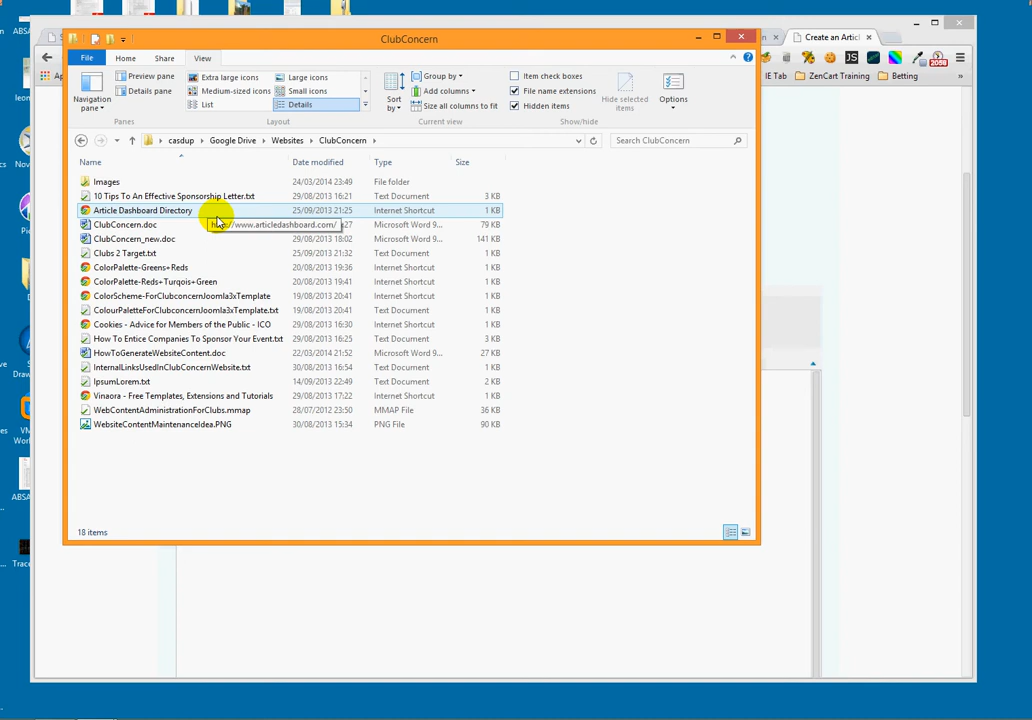 ABSA
ClubConcern
File
Home
Share
View
Create an Articl
Navigation pane
Preview pane
Details pane
Panes
Extra large icons
Large icons
Medium-sized icons
Small icons
List
Details
Layout
Sort by
Group by
Add columns
Size all columns to fit
Current view
Item check boxes
File name extensions
Hidden items
Hide selected items
Show/hide
Options
JS
2058
Ap
IE Tab
ZenCart Training
Betting
»
leon
casdup
Google Drive
Websites
ClubConcern
Search ClubConcern
Name
Date modified
Type
Size
Images 24/03/2014 23:49 File folder
10 Tips To An Effective Sponsorship Letter.txt 29/08/2013 16:21 Text Document 3 KB
Article Dashboard Directory 25/09/2013 21:25 Internet Shortcut 1 KB
ClubConcern.doc :27 Microsoft Word 9... 79 KB
www.articledashboard.com/
ClubConcern_new.doc 29/08/2013 18:02 Microsoft Word 9... 141 KB
Clubs 2 Target.txt 25/09/2013 21:32 Text Document 1 KB
ColorPalette-Greens+Reds 20/08/2013 19:36 Internet Shortcut 1 KB
ColorPalette-Reds+Turqois+Green 20/08/2013 19:41 Internet Shortcut 1 KB
ColorScheme-ForClubconcernJoomla3xTemplate 19/08/2013 20:41 Internet Shortcut 1 KB
ColourPaletteForClubconcernJoomla3xTemplate.txt 19/08/2013 20:41 Text Document 1 KB
Cookies - Advice for Members of the Public - ICO 29/08/2013 16:30 Internet Shortcut 1 KB
How To Entice Companies To Sponsor Your Event.txt 29/08/2013 16:25 Text Document 3 KB
HowToGenerateWebsiteContent.doc 22/03/2014 21:52 Microsoft Word 9... 27 KB
InternalLinksUsedInClubConcernWebsite.txt 30/08/2013 16:54 Text Document 1 KB
IpsumLorem.txt 14/09/2013 22:49 Text Document 2 KB
Vinaora - Free Templates, Extensions and Tutorials 29/08/2013 17:22 Internet Shortcut 1 KB
WebContentAdministrationForClubs.mmap 28/07/2012 23:50 MMAP File 36 KB
WebsiteContentMaintenanceIdea.PNG 30/08/2013 15:34 PNG File 90 KB
Draw
VM
Work
ABSA
18 items
Trace